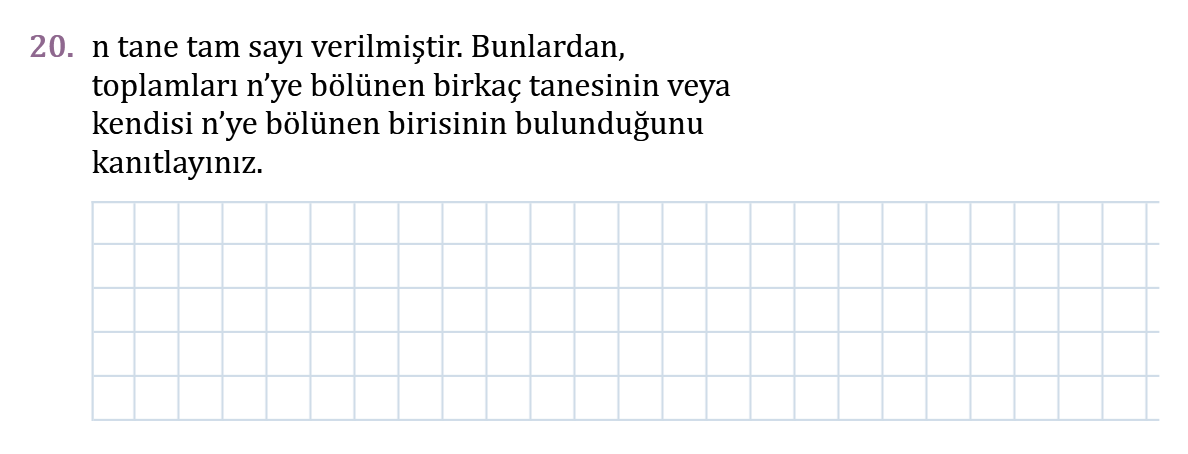 20. n tane tam sayı verilmiştir. Bunlardan,
toplamları n’ye bölünen birkaç tanesinin veya
kendisi n’ye bölünen birisinin bulunduğunu
kanıtlayınız.